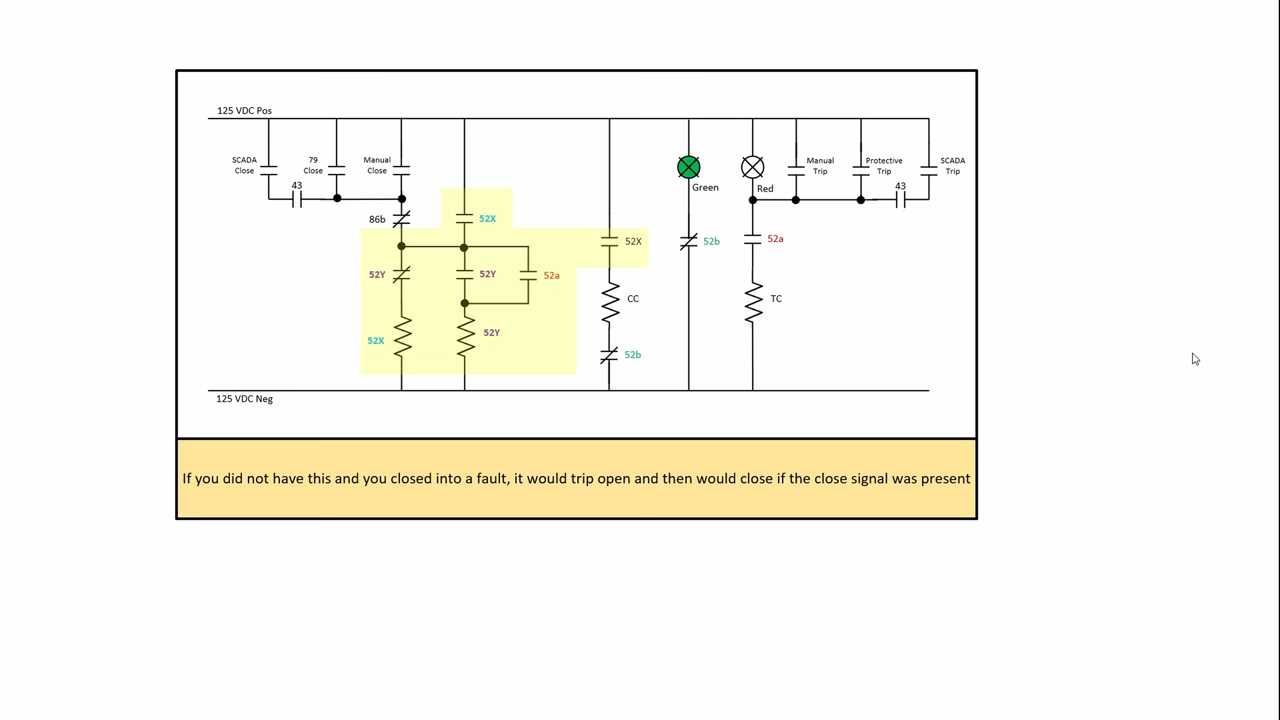 125 VDC Pos
SCADA
Close
79
Close
Manual
Close
43
86b
52X
52Y
52Y
52a
52X
52Y
52X
CC
52b
Green
52b
Red
52a
TC
Manual
Trip
Protective
Trip
43
SCADA
Trip
125 VDC Neg
If you did not have this and you closed into a fault, it would trip open and then would close if the close signal was present